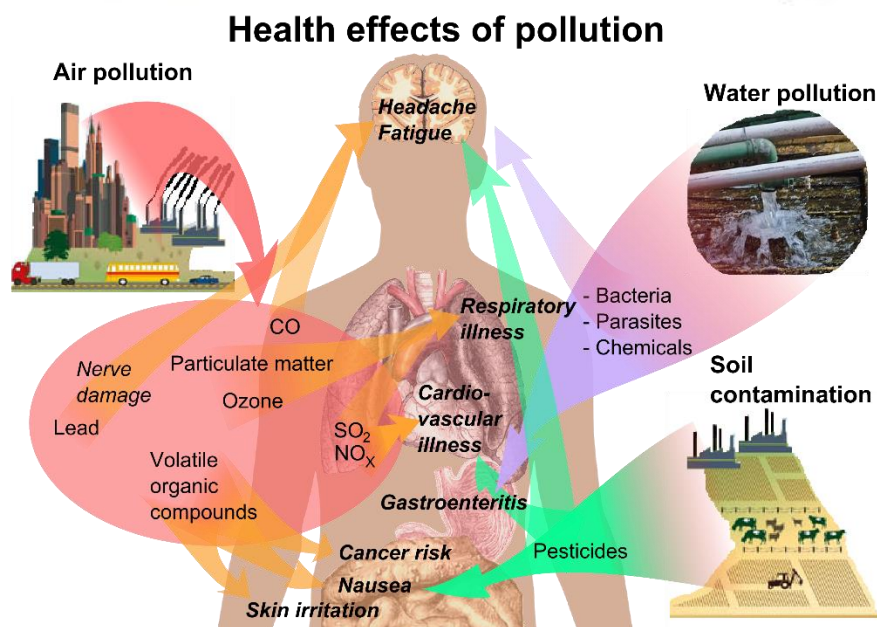 Health effects of pollution
Air pollution
Water pollution
Headache
Fatigue
CO
Respiratory
illness
- Bacteria
- Parasites
- Chemicals
Nerve
damage
Particulate matter
Ozone
Lead
Soil
contamination
Cardio-
vascular
illness
SO₂
NOₓ
Volatile
organic
compounds
Gastroenteritis
Cancer risk
Nausea
Skin irritation
Pesticides